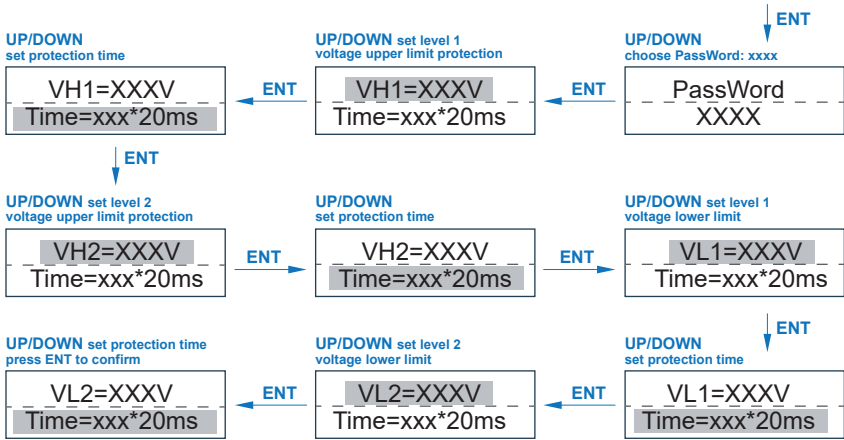 ENT
UP/DOWN
choose PassWord: xxxx
PassWord
XXXX
ENT
UP/DOWN set level 1
voltage upper limit protection
VH1=XXXV
Time=xxx*20ms
ENT
UP/DOWN
set protection time
VH1=XXXV
Time=xxx*20ms
ENT
UP/DOWN set level 2
voltage upper limit protection
VH2=XXXV
Time=xxx*20ms
ENT
UP/DOWN
set protection time
VH2=XXXV
Time=xxx*20ms
ENT
UP/DOWN set level 1
voltage lower limit
VL1=XXXV
Time=xxx*20ms
ENT
UP/DOWN
set protection time
VL1=XXXV
Time=xxx*20ms
ENT
UP/DOWN set level 2
voltage lower limit
VL2=XXXV
Time=xxx*20ms
ENT
UP/DOWN set protection time
press ENT to confirm
VL2=XXXV
Time=xxx*20ms